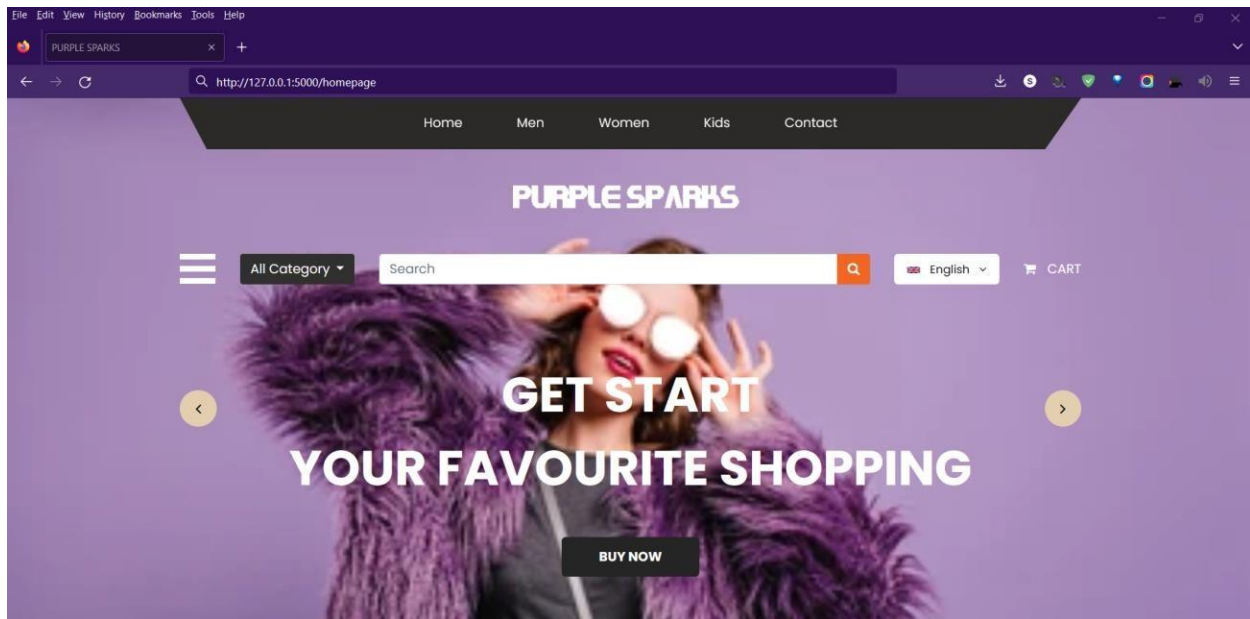 File Edit View History Bookmarks Tools Help
PURPLE SPARKS
http://127.0.0.1:5000/homepage
Home Men Women Kids Contact
PURPLE SPARKS
All Category Search English CART
GET START
YOUR FAVOURITE SHOPPING
BUY NOW